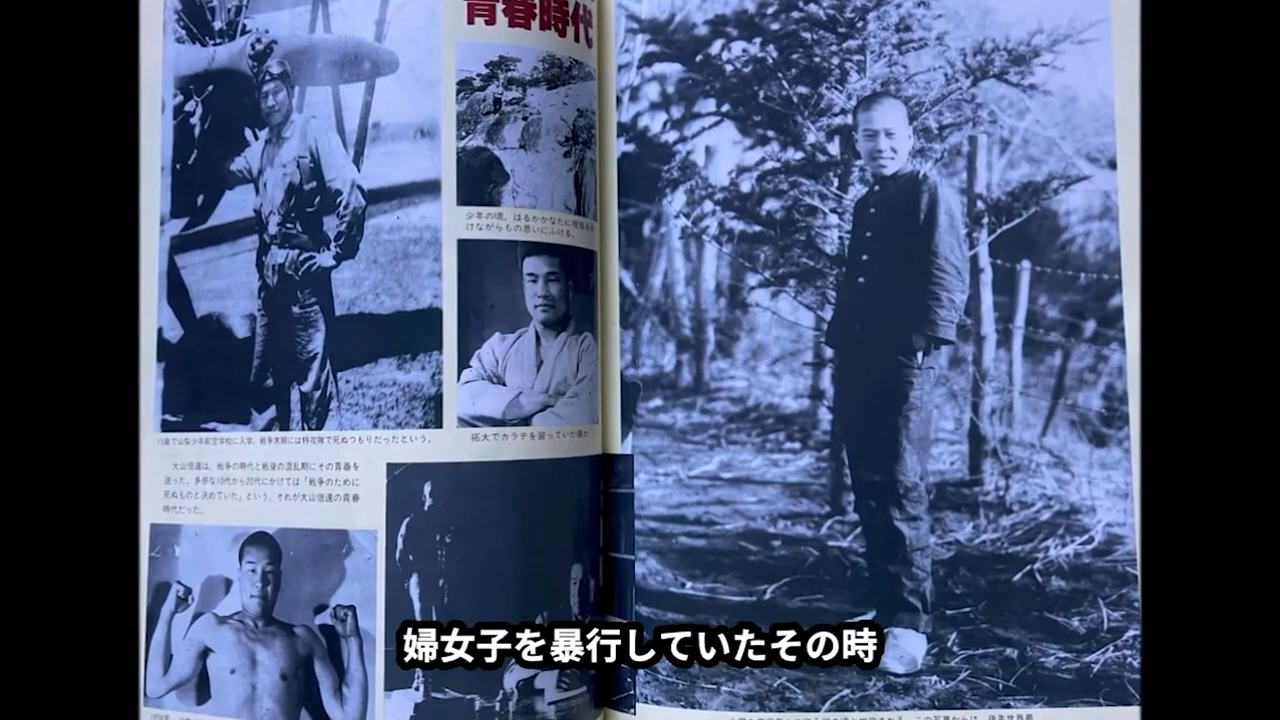 青春時代
少年の頃。はるかかなたに視線を向
けながらもの思いにふける。
15歳で山梨少年航空学校に入学。戦争末期には特攻隊で死ぬつもりだったという。
拓大でカラテを習っていた頃か。
大山倍達は、戦争の時代と戦後の混乱期にその青春を
送った。多感な10代から20代にかけては「戦争のために
死ぬものと決めていた」という。それが大山倍達の青春
時代だった。
婦女子を暴行していたその時